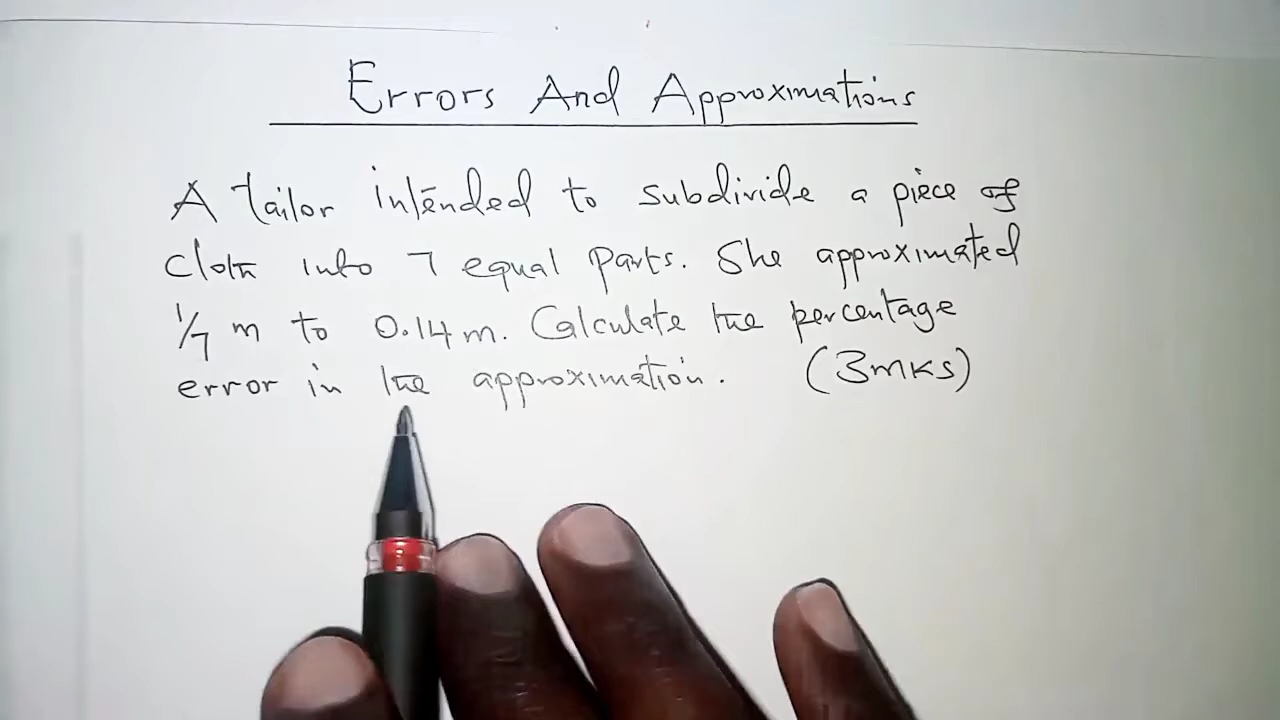 Errors And Approximations
A tailor intended to subdivide a piece of
cloth into 7 equal parts. She approximated
1/7 m to 0.14 m. Calculate the percentage
error in the approximation. (3mks)